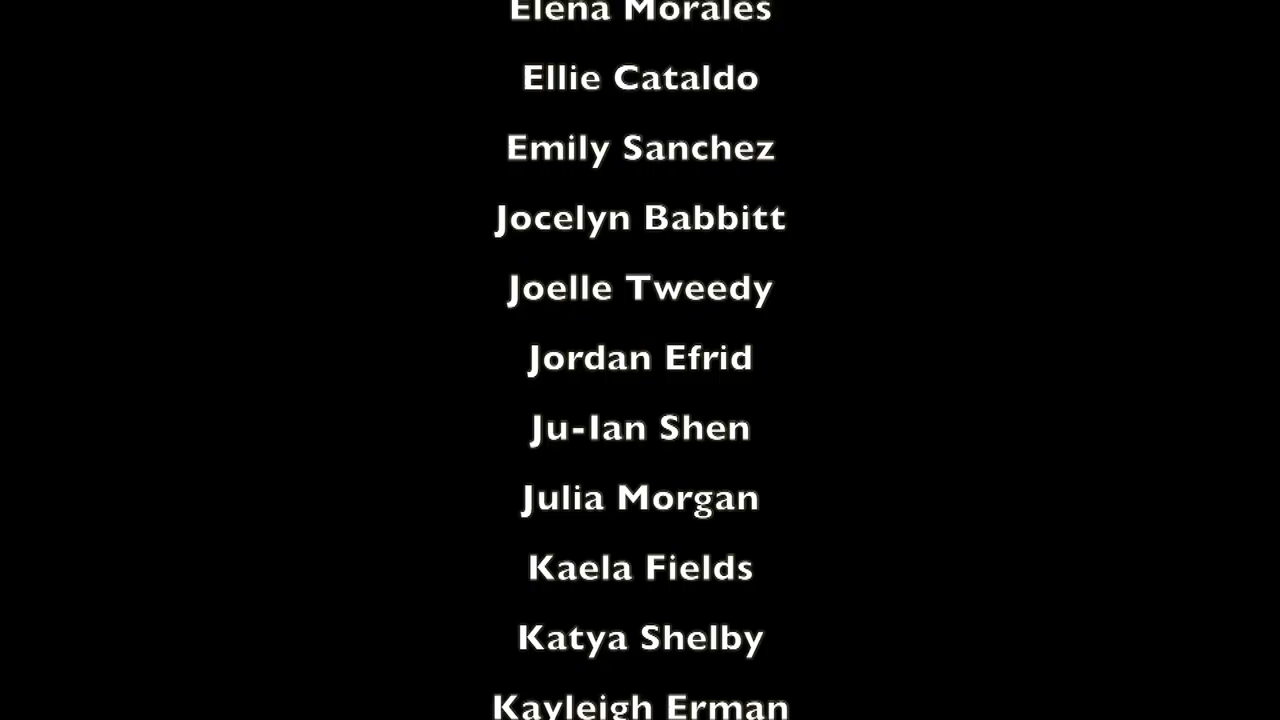 Elena Morales
Ellie Cataldo
Emily Sanchez
Jocelyn Babbitt
Joelle Tweedy
Jordan Efrid
Ju-Ian Shen
Julia Morgan
Kaela Fields
Katya Shelby
Kayleigh Erman